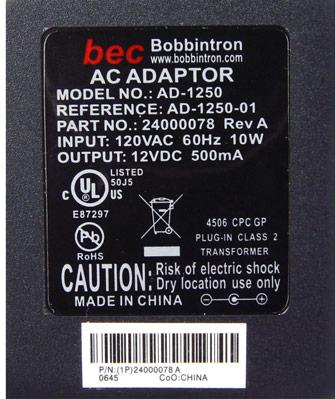 bec Bobbintron
www.bobbintron.com
AC ADAPTOR
MODEL NO.: AD-1250
REFERENCE: AD-1250-01
PART NO.: 24000078 Rev A
INPUT: 120VAC 60Hz 10W
OUTPUT: 12VDC 500mA
LISTED
50J5
C UL US
E87297
Pb
RoHS
4506 CPC GP
PLUG-IN CLASS 2
TRANSFORMER
CAUTION: Risk of electric shock
Dry location use only
MADE IN CHINA
P/N:(1P)24000078 A
0645 CoO:CHINA